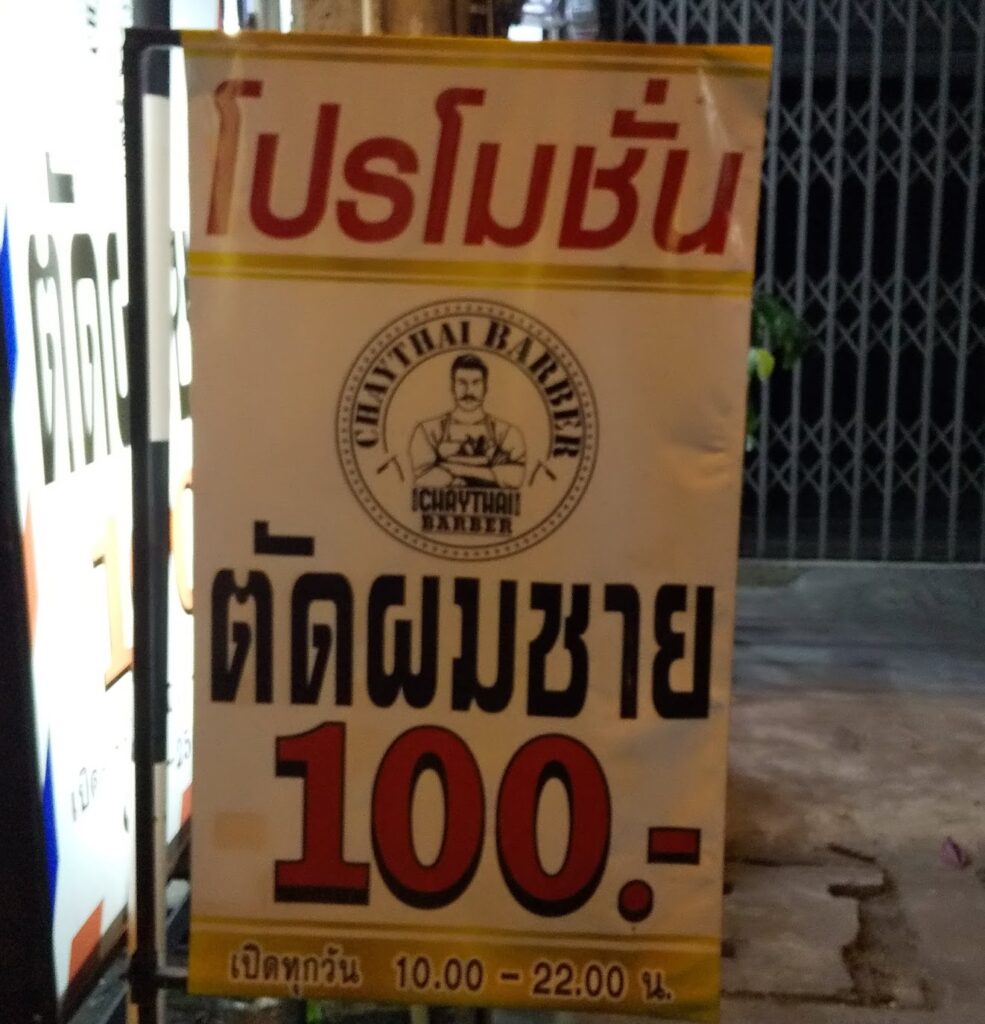 โปรโมชั่น
CHAYTHAI BARBER
CHAYTHAI
BARBER
ตัดผมชาย
100.-
เปิดทุกวัน 10.00 - 22.00 น.